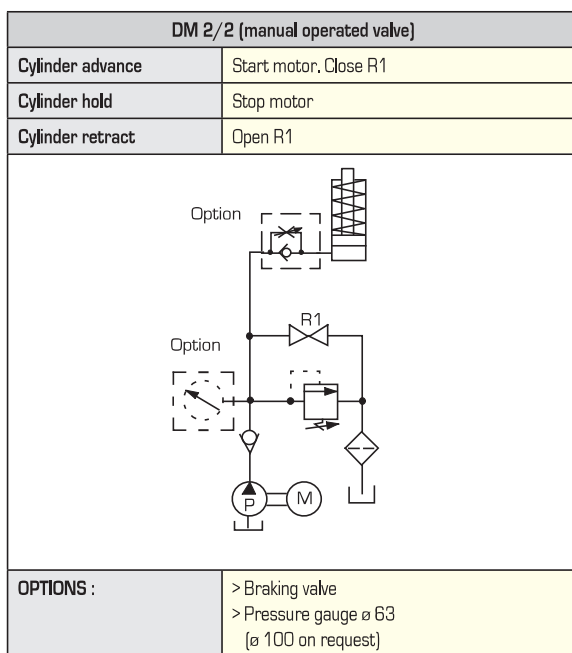 DM 2/2 (manual operated valve)
Cylinder advance Start motor. Close R1
Cylinder hold Stop motor
Cylinder retract Open R1
Option
R1
Option
P M
OPTIONS : > Braking valve
> Pressure gauge ø 63
(ø 100 on request)